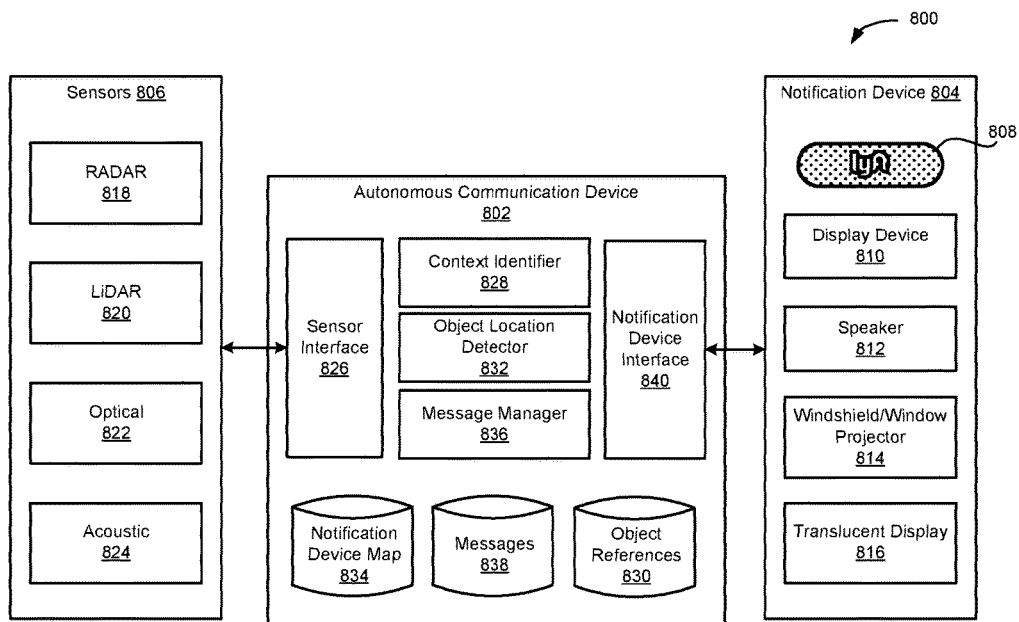 800
Sensors 806
RADAR
818
LiDAR
820
Optical
822
Acoustic
824
Autonomous Communication Device
802
Sensor
Interface
826
Context Identifier
828
Object Location
Detector
832
Message Manager
836
Notification
Device
Interface
840
Notification
Device Map
834
Messages
838
Object
References
830
Notification Device 804
808
lyft
Display Device
810
Speaker
812
Windshield/Window
Projector
814
Translucent Display
816